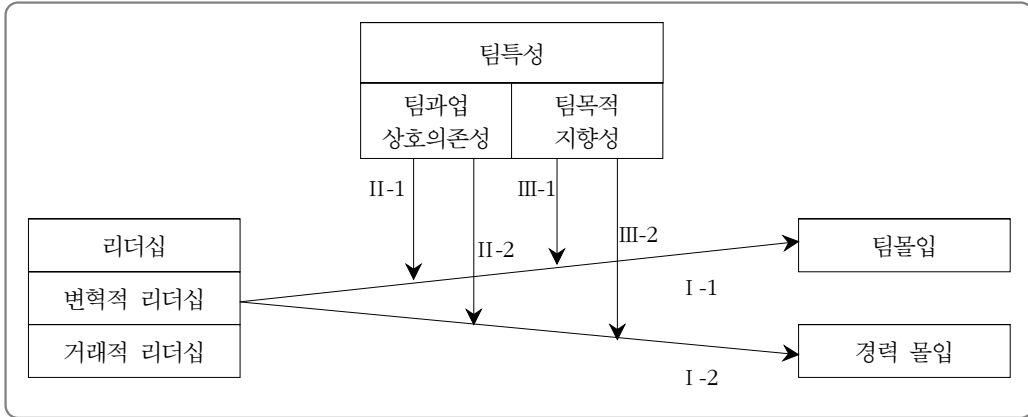 팀특성
팀과업
상호의존성
팀목적
지향성
Ⅱ-1
Ⅲ-1
Ⅱ-2
Ⅲ-2
리더십
변혁적 리더십
거래적 리더십
팀몰입
Ⅰ-1
경력 몰입
Ⅰ-2